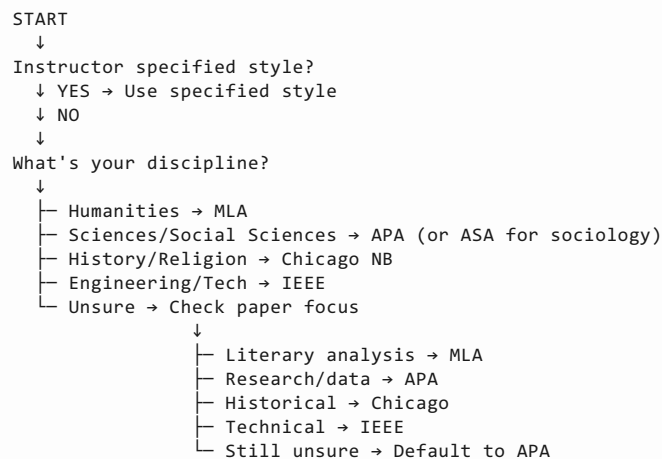 START
↓
Instructor specified style?
↓ YES → Use specified style
↓ NO
↓
What's your discipline?
↓
├─ Humanities → MLA
├─ Sciences/Social Sciences → APA (or ASA for sociology)
├─ History/Religion → Chicago NB
├─ Engineering/Tech → IEEE
└─ Unsure → Check paper focus
↓
├─ Literary analysis → MLA
├─ Research/data → APA
├─ Historical → Chicago
├─ Technical → IEEE
└─ Still unsure → Default to APA